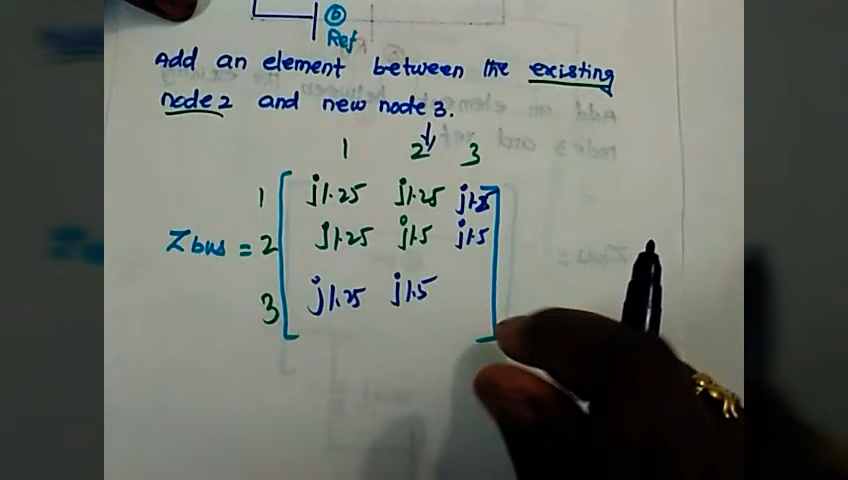 0
Ref
Add an element between the existing
node 2 and new node 3.
1 2 3
1 j1.25 j1.25 j1.25
Zbus = 2 j1.25 j1.5 j1.5
3 j1.25 j1.5